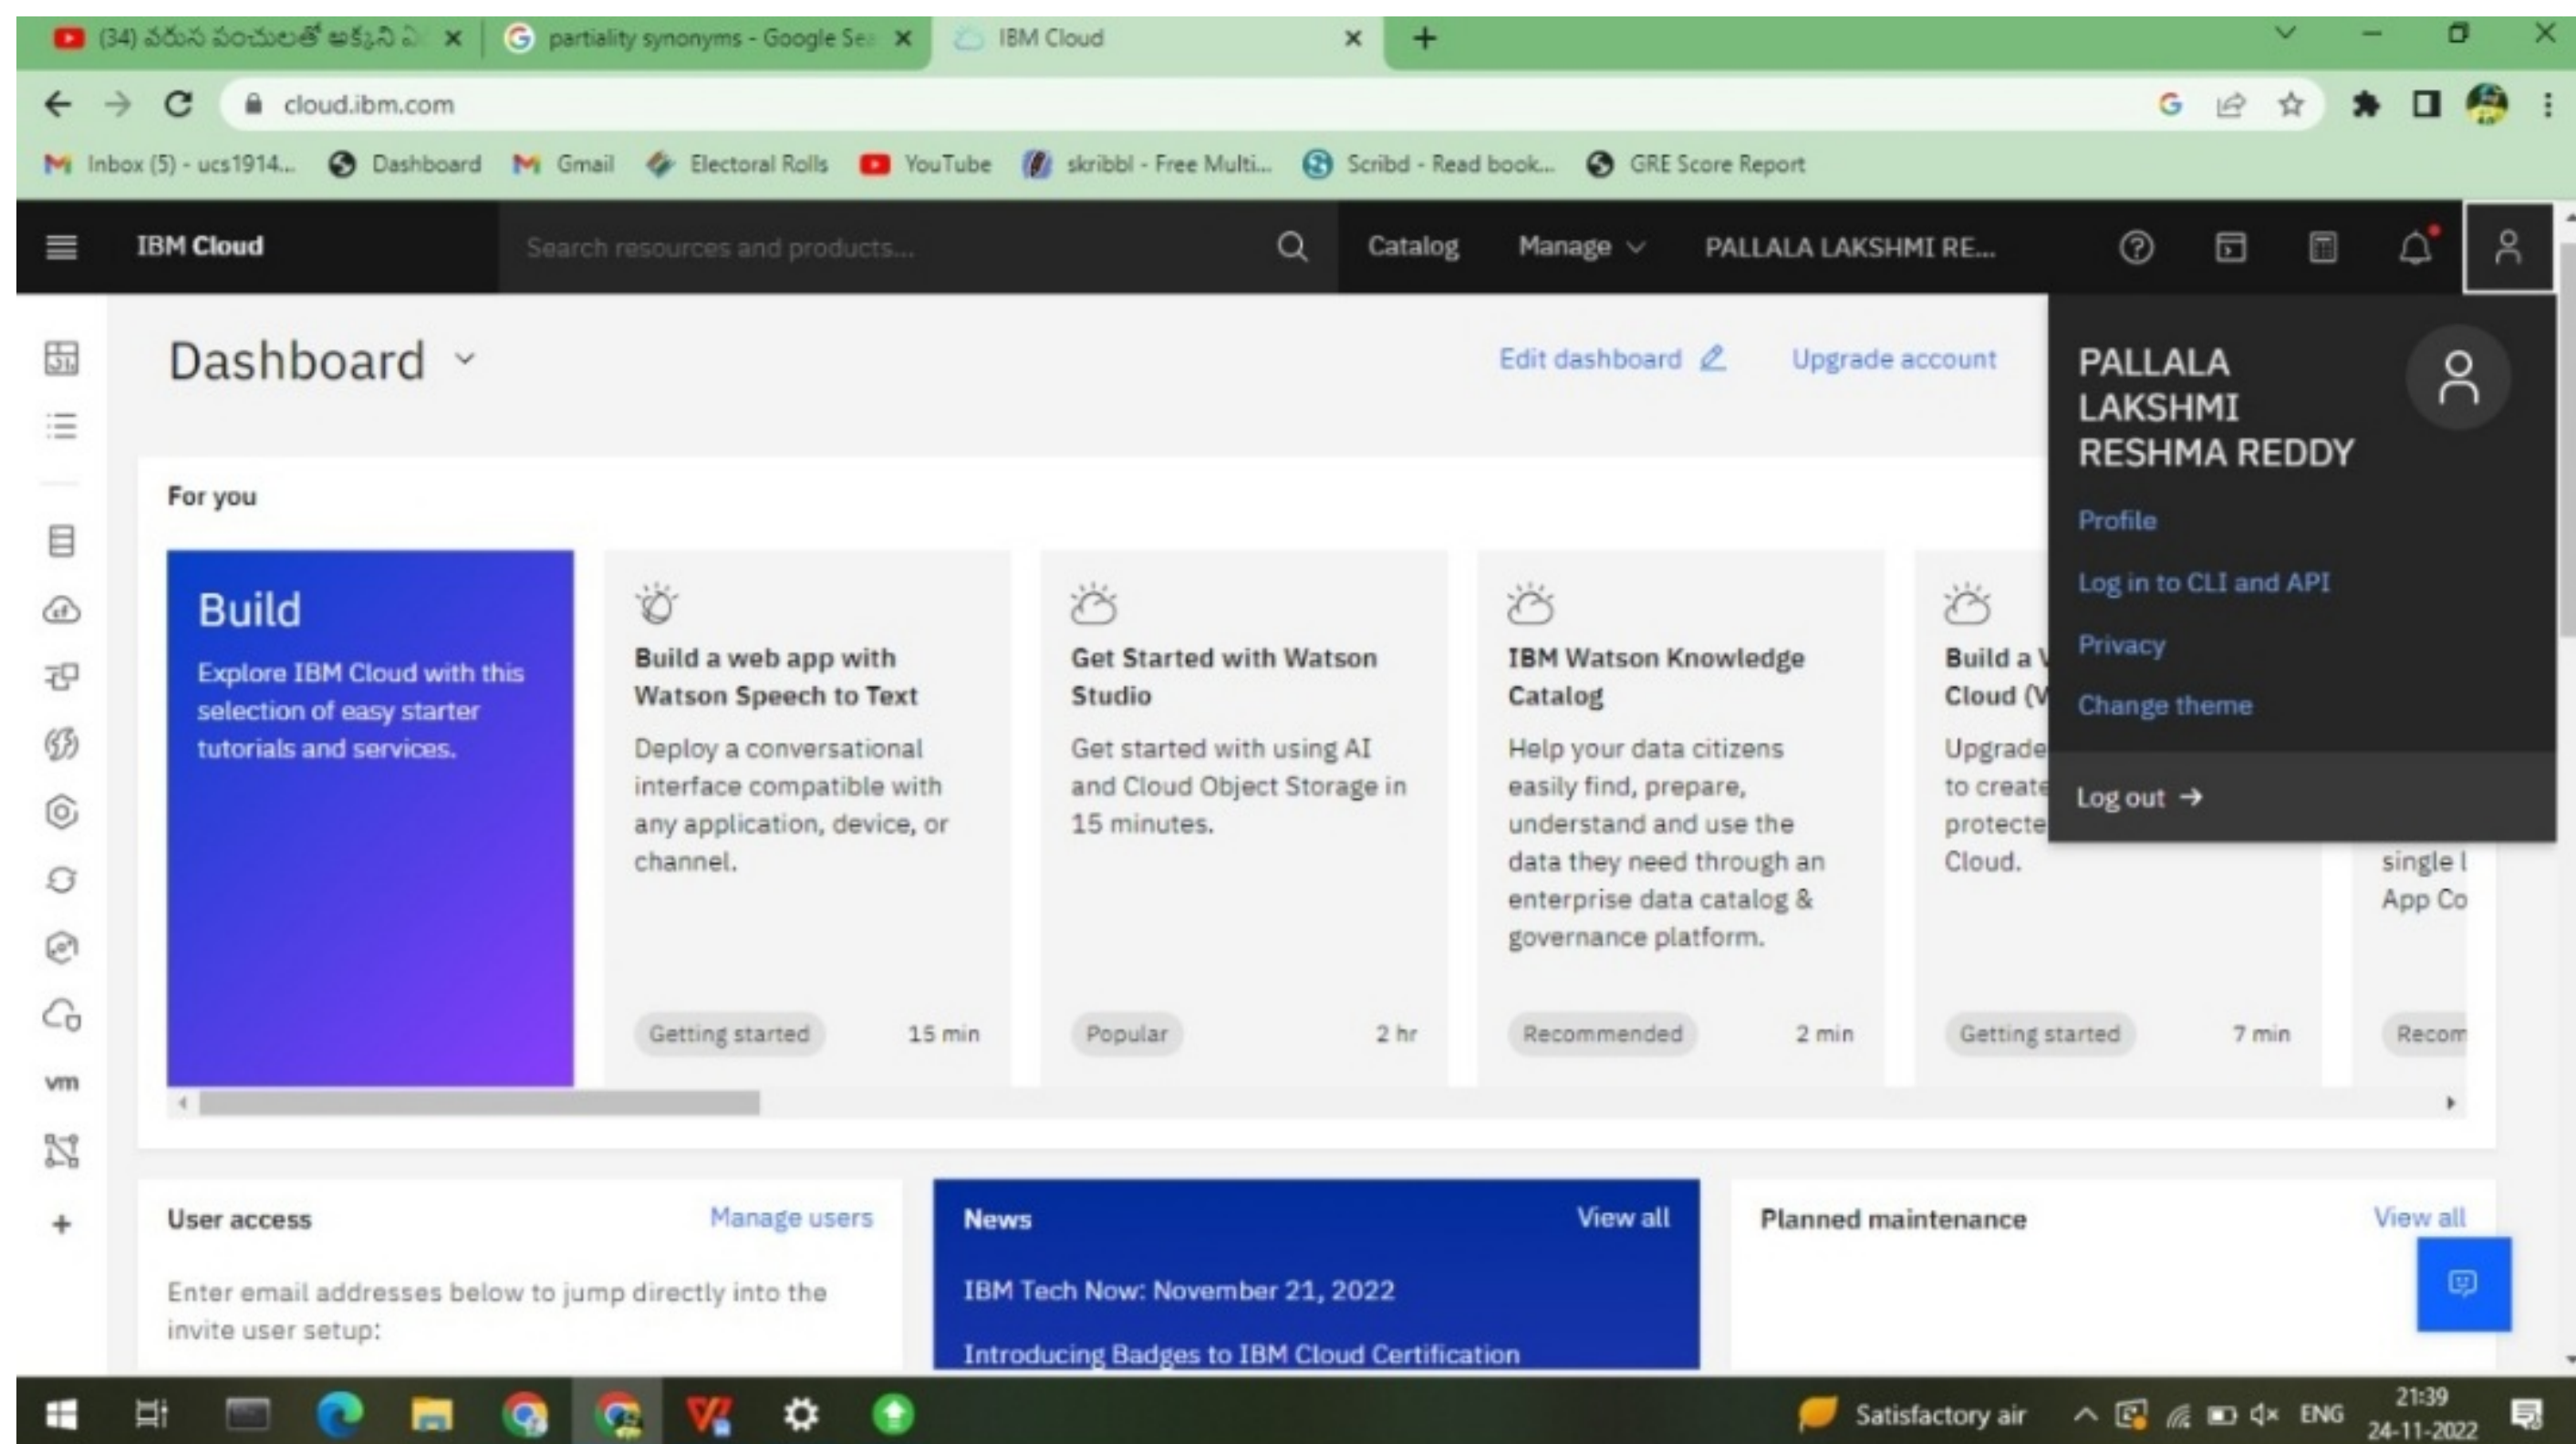 (34) వరుస పంచులతో అక్కని ఏ
partiality synonyms - Google Sea
IBM Cloud
cloud.ibm.com
Inbox (5) - ucs1914...
Dashboard
Gmail
Electoral Rolls
YouTube
skribbl - Free Multi...
Scribd - Read book...
GRE Score Report
IBM Cloud
Search resources and products...
Catalog
Manage
PALLALA LAKSHMI RE...
Dashboard
Edit dashboard
Upgrade account
PALLALA
LAKSHMI
RESHMA REDDY
Profile
Log in to CLI and API
Privacy
Change theme
Log out →
For you
Build
Explore IBM Cloud with this
selection of easy starter
tutorials and services.
Build a web app with
Watson Speech to Text
Deploy a conversational
interface compatible with
any application, device, or
channel.
Getting started
15 min
Get Started with Watson
Studio
Get started with using AI
and Cloud Object Storage in
15 minutes.
Popular
2 hr
IBM Watson Knowledge
Catalog
Help your data citizens
easily find, prepare,
understand and use the
data they need through an
enterprise data catalog &
governance platform.
Recommended
2 min
Build a V
Cloud (V
Upgrade
to create
protecte
Cloud.
Getting started
7 min
single l
App Co
Recom
vm
User access
Manage users
Enter email addresses below to jump directly into the
invite user setup:
News
View all
IBM Tech Now: November 21, 2022
Introducing Badges to IBM Cloud Certification
Planned maintenance
View all
Satisfactory air
ENG
21:39
24-11-2022